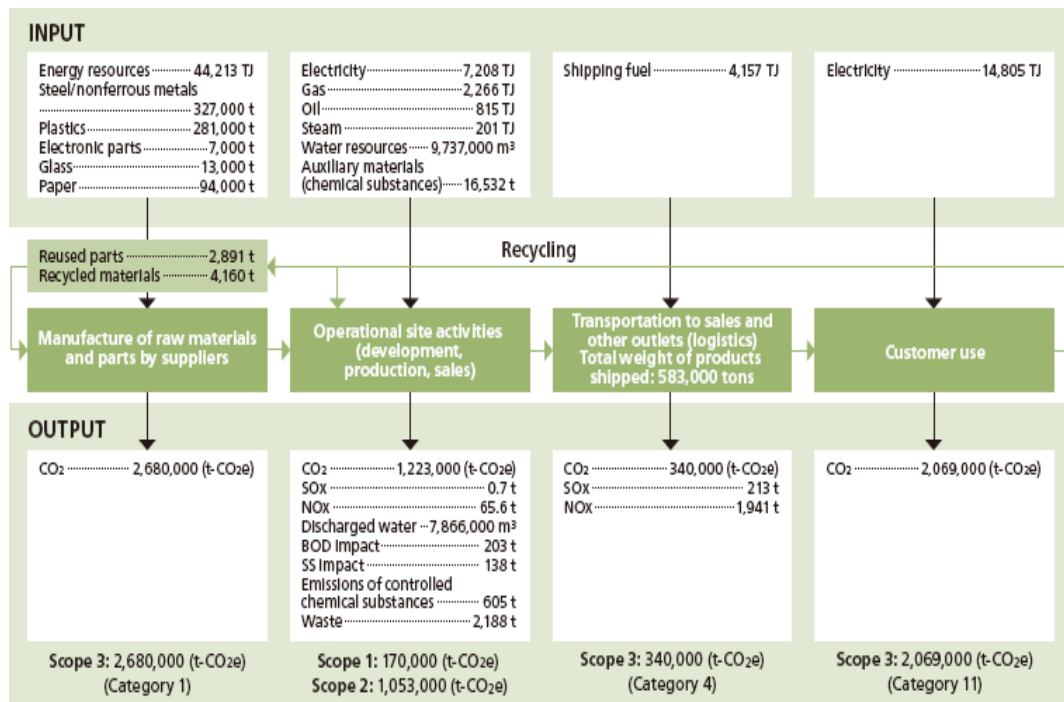 INPUT
Energy resources 44,213 TJ
Steel/nonferrous metals
327,000 t
Plastics 281,000 t
Electronic parts 7,000 t
Glass 13,000 t
Paper 94,000 t
Electricity 7,208 TJ
Gas 2,266 TJ
Oil 815 TJ
Steam 201 TJ
Water resources 9,737,000 m³
Auxiliary materials
(chemical substances) 16,532 t
Shipping fuel 4,157 TJ
Electricity 14,805 TJ
Reused parts 2,891 t
Recycled materials 4,160 t
Recycling
Manufacture of raw materials
and parts by suppliers
Operational site activities
(development,
production, sales)
Transportation to sales and
other outlets (logistics)
Total weight of products
shipped: 583,000 tons
Customer use
OUTPUT
CO₂ 2,680,000 (t-CO₂e)
CO₂ 1,223,000 (t-CO₂e)
SOx 0.7 t
NOx 65.6 t
Discharged water 7,866,000 m³
BOD impact 203 t
SS impact 138 t
Emissions of controlled
chemical substances 605 t
Waste 2,188 t
CO₂ 340,000 (t-CO₂e)
SOx 213 t
NOx 1,941 t
CO₂ 2,069,000 (t-CO₂e)
Scope 3: 2,680,000 (t-CO₂e)
(Category 1)
Scope 1: 170,000 (t-CO₂e)
Scope 2: 1,053,000 (t-CO₂e)
Scope 3: 340,000 (t-CO₂e)
(Category 4)
Scope 3: 2,069,000 (t-CO₂e)
(Category 11)